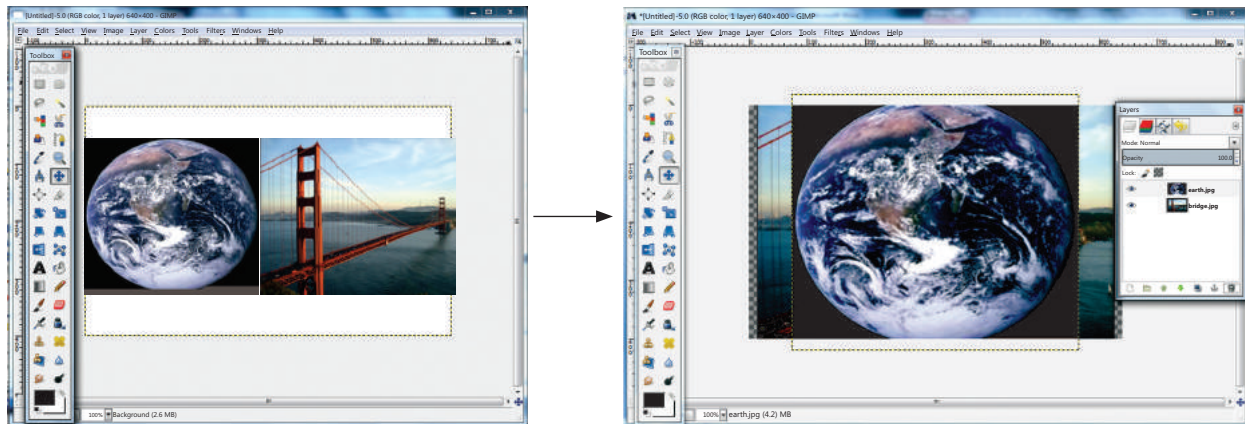 [Untitled]-5.0 (RGB color, 1 layer) 640×400 - GIMP
File Edit Select View Image Layer Colors Tools Filters Windows Help
Toolbox
100% Background (2.6 MB)
*[Untitled]-5.0 (RGB color, 1 layer) 640×400 - GIMP
File Edit Select View Image Layer Colors Tools Filters Windows Help
Toolbox
Layers
Mode: Normal
Opacity 100.0
Lock:
earth.jpg
bridge.jpg
100% earth.jpg (4.2) MB